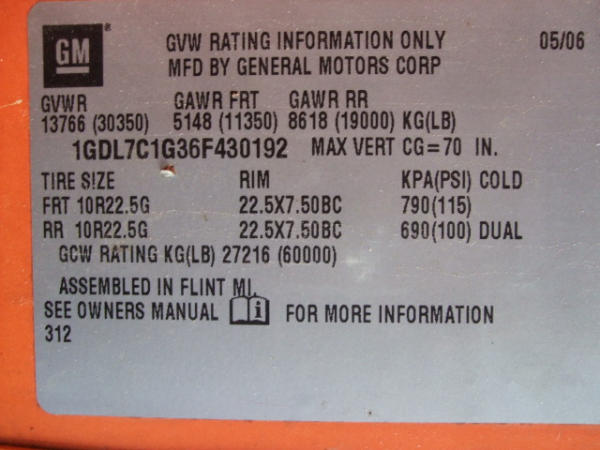 GM ®
GVW RATING INFORMATION ONLY 05/06
MFD BY GENERAL MOTORS CORP
GVWR GAWR FRT GAWR RR
13766 (30350) 5148 (11350) 8618 (19000) KG(LB)
1GDL7C1G36F430192 MAX VERT CG=70 IN.
TIRE SIZE RIM KPA(PSI) COLD
FRT 10R22.5G 22.5X7.50BC 790(115)
RR 10R22.5G 22.5X7.50BC 690(100) DUAL
GCW RATING KG(LB) 27216 (60000)
ASSEMBLED IN FLINT MI.
SEE OWNERS MANUAL i FOR MORE INFORMATION
312